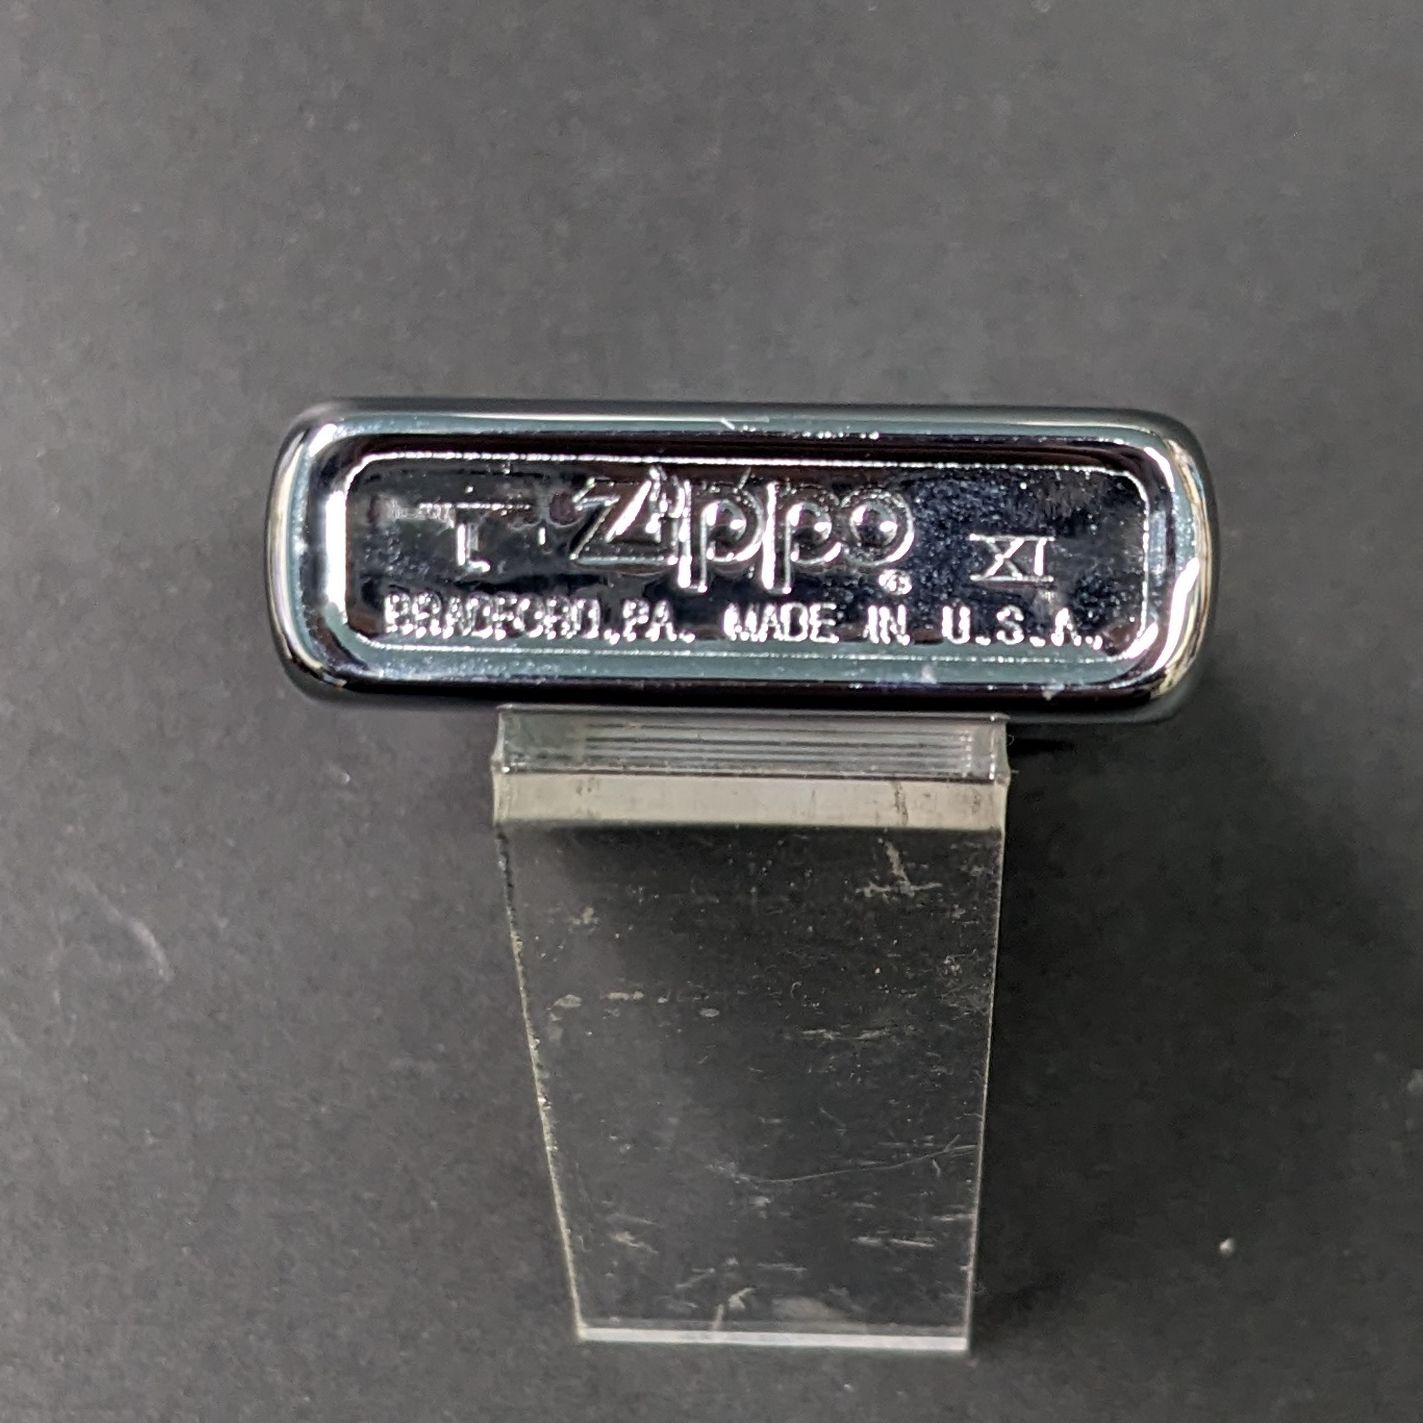 Zippo ® XI
BRADFORD,PA. MADE IN U.S.A.